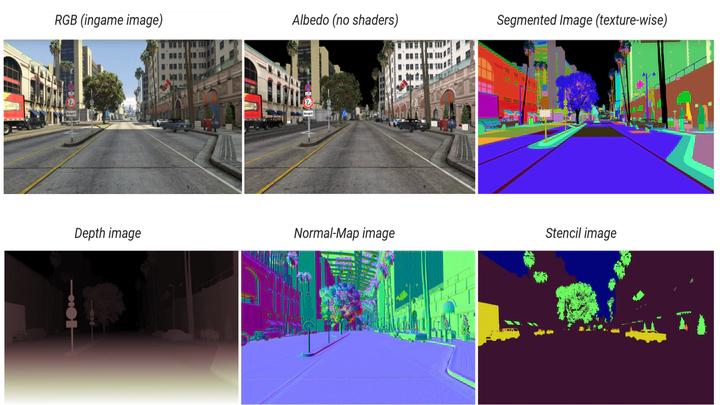 RGB (ingame image)
Albedo (no shaders)
Segmented Image (texture-wise)
Depth image
Normal-Map image
Stencil image